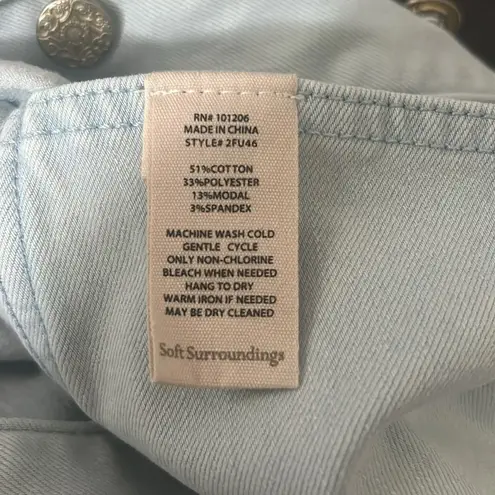 RN# 101206
MADE IN CHINA
STYLE# 2FU46
51%COTTON
33%POLYESTER
13%MODAL
3%SPANDEX
MACHINE WASH COLD
GENTLE CYCLE
ONLY NON-CHLORINE
BLEACH WHEN NEEDED
HANG TO DRY
WARM IRON IF NEEDED
MAY BE DRY CLEANED
Soft Surroundings